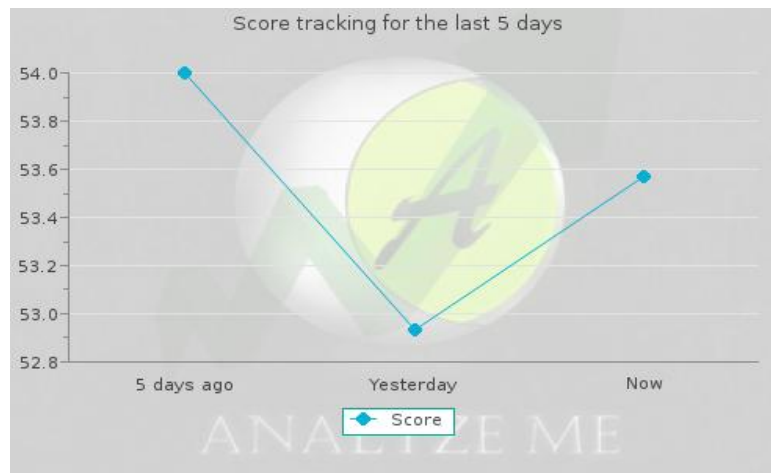 Score tracking for the last 5 days
54.0
53.8
53.6
A
53.4
53.2
53.0
52.8
5 days ago Yesterday Now
Score
ANALYZE ME